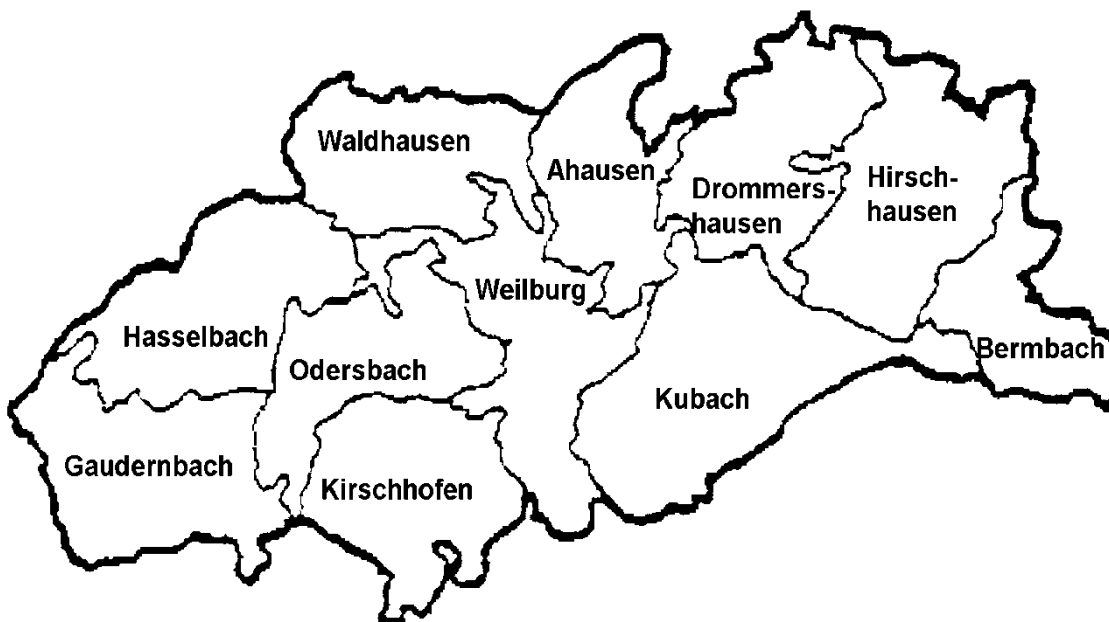 Waldhausen
Ahausen
Drommers-
hausen
Hirsch-
hausen
Weilburg
Hasselbach
Odersbach
Bermbach
Kubach
Gaudernbach
Kirschhofen